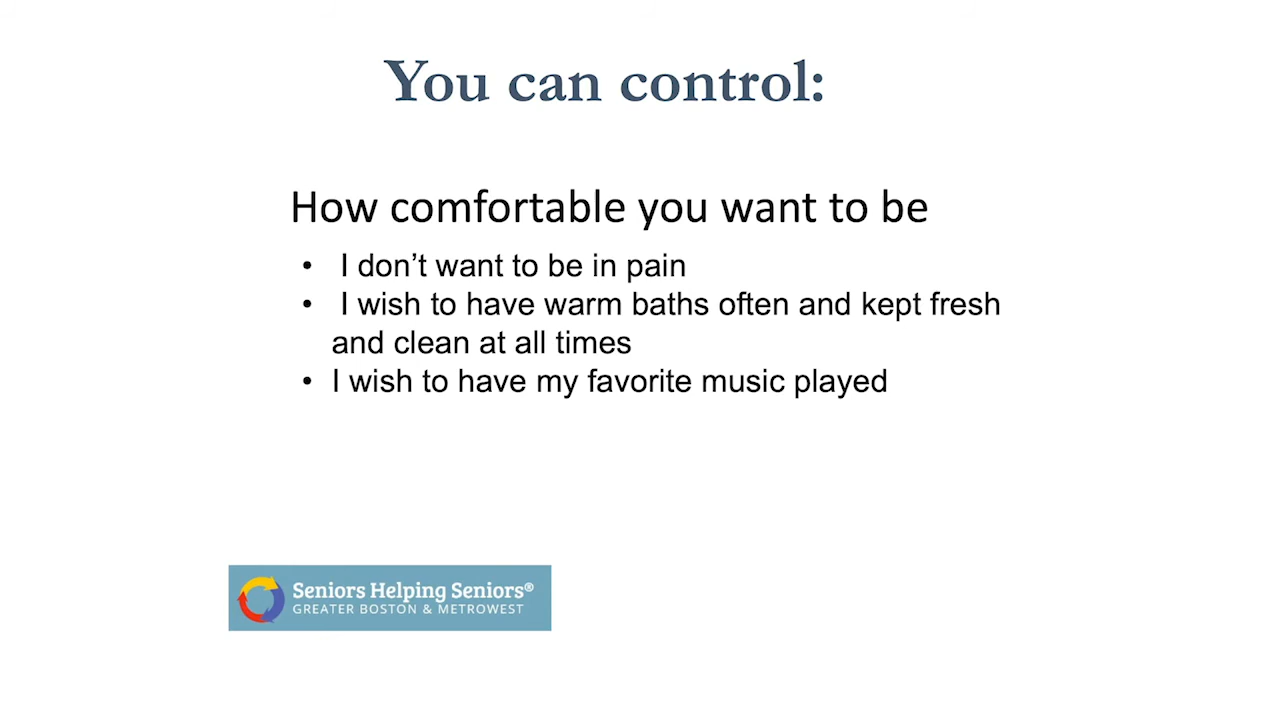 You can control:
How comfortable you want to be
• I don't want to be in pain
• I wish to have warm baths often and kept fresh
and clean at all times
• I wish to have my favorite music played
Seniors Helping Seniors®
GREATER BOSTON & METROWEST